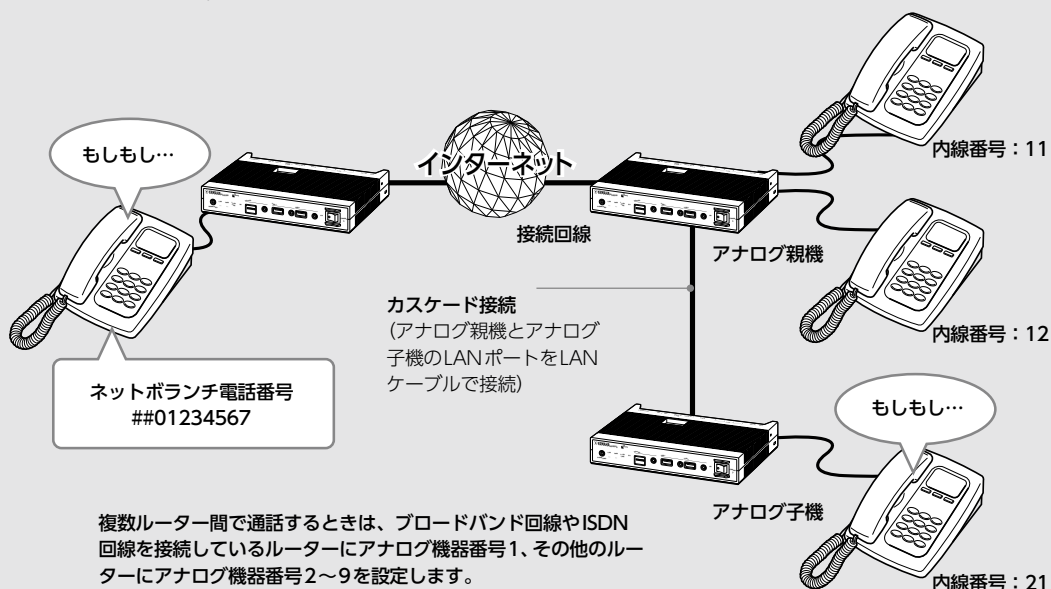 もしもし…
インターネット
内線番号：11
接続回線
アナログ親機
カスケード接続
(アナログ親機とアナログ
子機のLANポートをLAN
ケーブルで接続)
内線番号：12
ネットボランチ電話番号
##01234567
もしもし…
アナログ子機
複数ルーター間で通話するときは、ブロードバンド回線やISDN
回線を接続しているルーターにアナログ機器番号1、その他のルー
ターにアナログ機器番号2～9を設定します。
内線番号：21